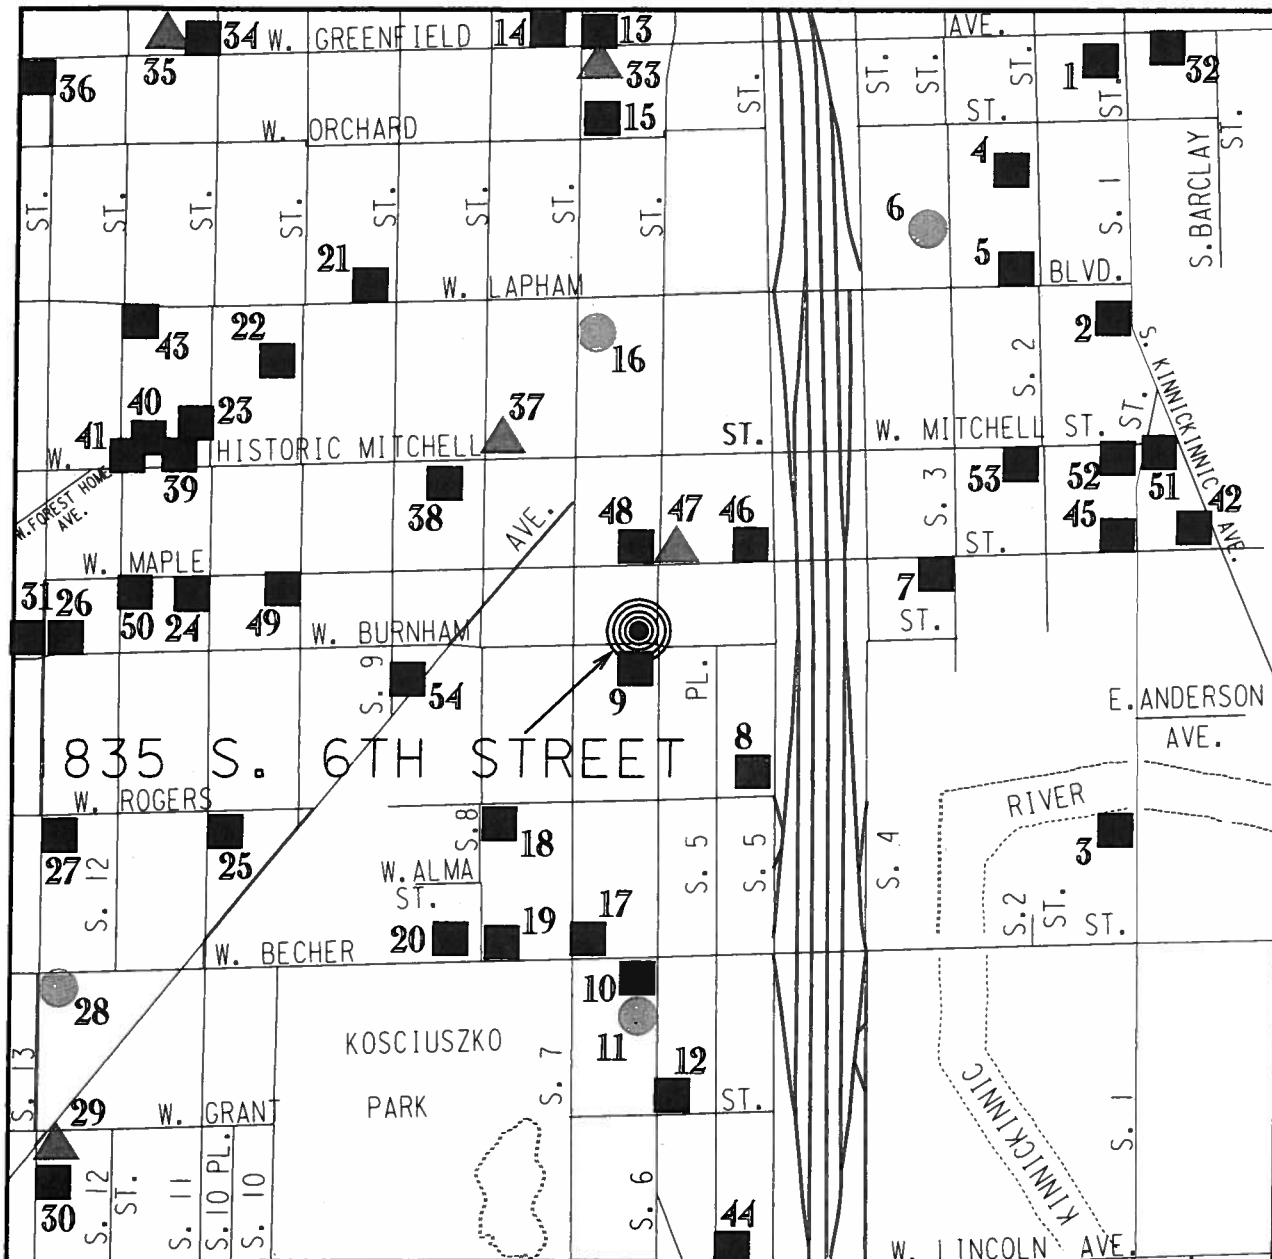 34 W. GREENFIELD 14 13 AVE.
35 33 1 32
36 15
W. ORCHARD ST. ST. ST. ST. ST. ST.
ST. ST. ST. ST. ST. ST. ST. ST.
4
6 S. 1 S. BARCLAY ST.
21 5
W. LAPHAM BLVD.
43 22 16 2
S. 2
40 23 37 S. KINNICKINNIC AVE.
41 W. HISTORIC MITCHELL ST. W. MITCHELL ST. ST.
39 53 52 51
W. FOREST HOME AVE.
38 AVE. 48 47 46 S. 3 45 42
W. MAPLE ST.
31 26 7
50 24 49 W. BURNHAM ST.
S. 9 54 9 PL.
E. ANDERSON AVE.
835 S. 6TH STREET 8
W. ROGERS RIVER
27 25 S. 8 18 3
S. 12 W. ALMA ST. S. 5 S. 5 S. 4
20 19 17 S. 2 ST. ST.
W. BECHER
28 10
11
KOSCIUSZKO PARK
S. 13 S. 7 12 KINNICKINNIC
29 W. GRANT ST. S. 1
30 S. 12 ST. S. 11 S. 10 PL. S. 10 S. 6 44
W. LINCOLN AVE.